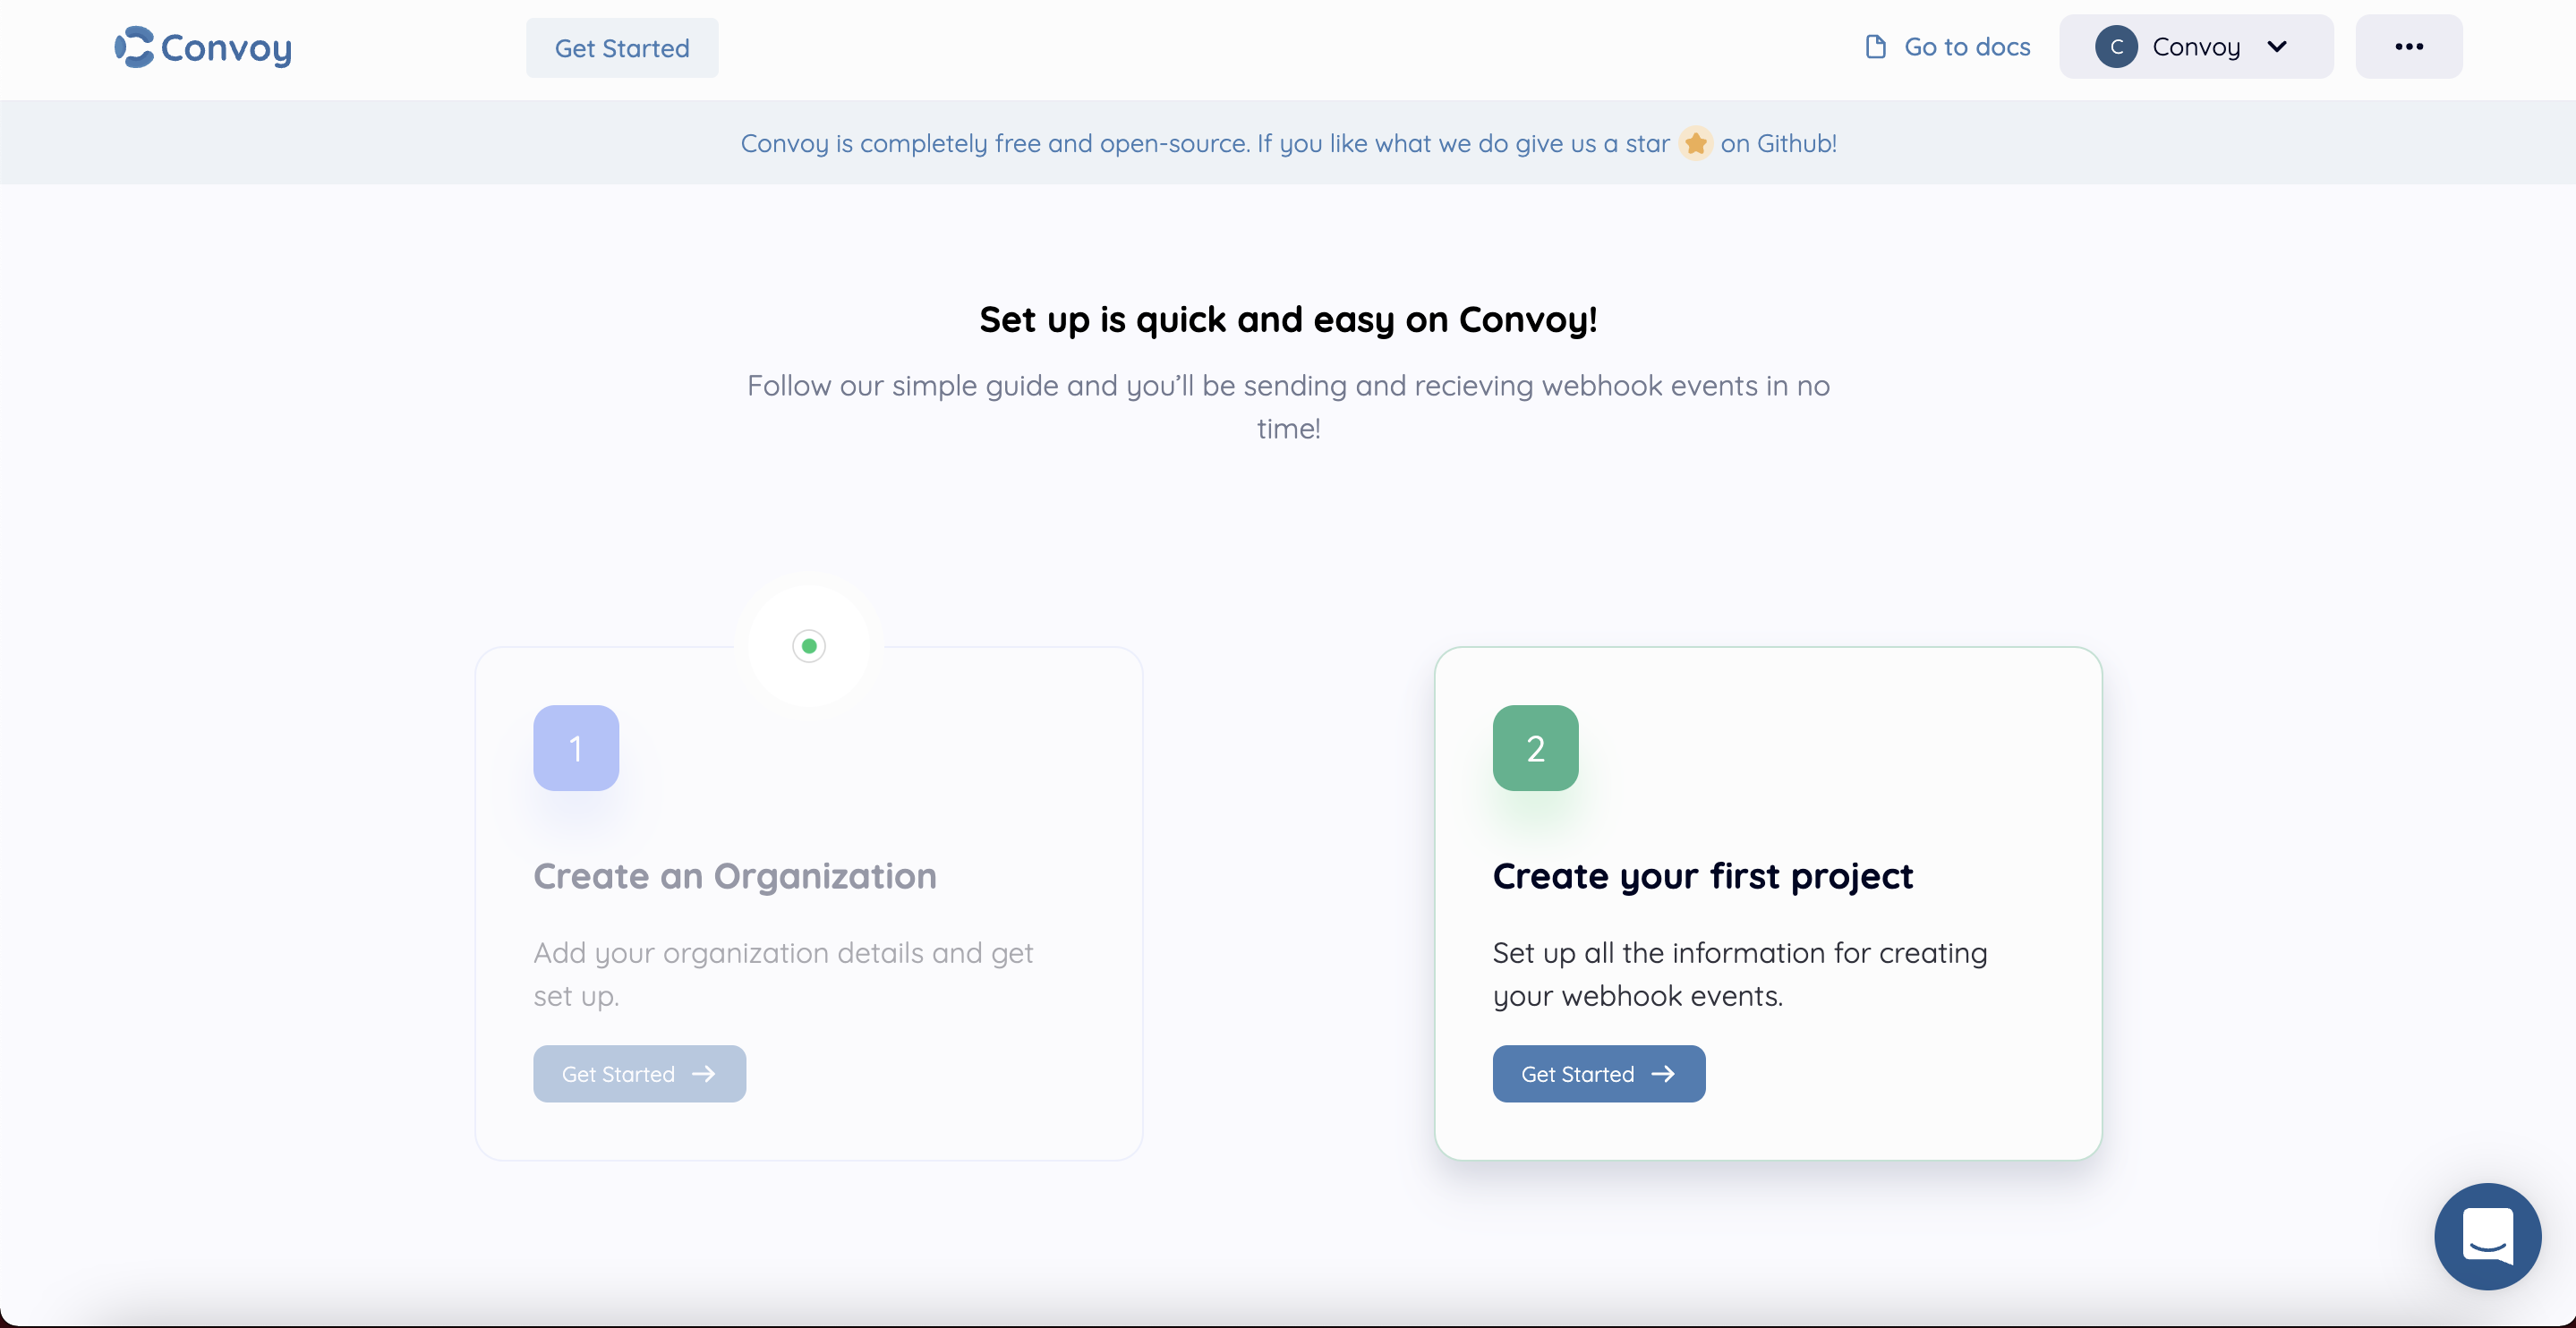 Convoy
Get Started
Go to docs
C Convoy
Convoy is completely free and open-source. If you like what we do give us a star on Github!
Set up is quick and easy on Convoy!
Follow our simple guide and you’ll be sending and recieving webhook events in no
time!
1
Create an Organization
Add your organization details and get
set up.
Get Started
2
Create your first project
Set up all the information for creating
your webhook events.
Get Started